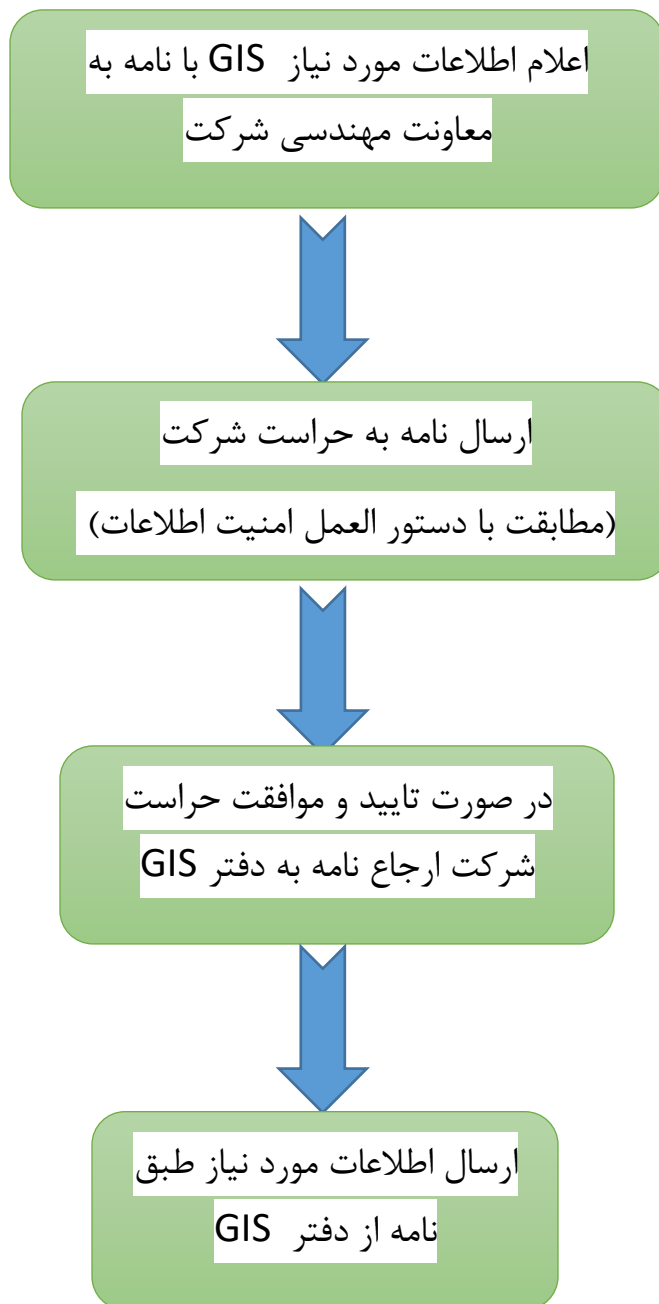 اعلام اطلاعات مورد نیاز GIS با نامه به
معاونت مهندسی شرکت
ارسال نامه به حراست شرکت
(مطابقت با دستور العمل امنیت اطلاعات)
در صورت تایید و موافقت حراست
شرکت ارجاع نامه به دفتر GIS
ارسال اطلاعات مورد نیاز طبق
نامه از دفتر GIS